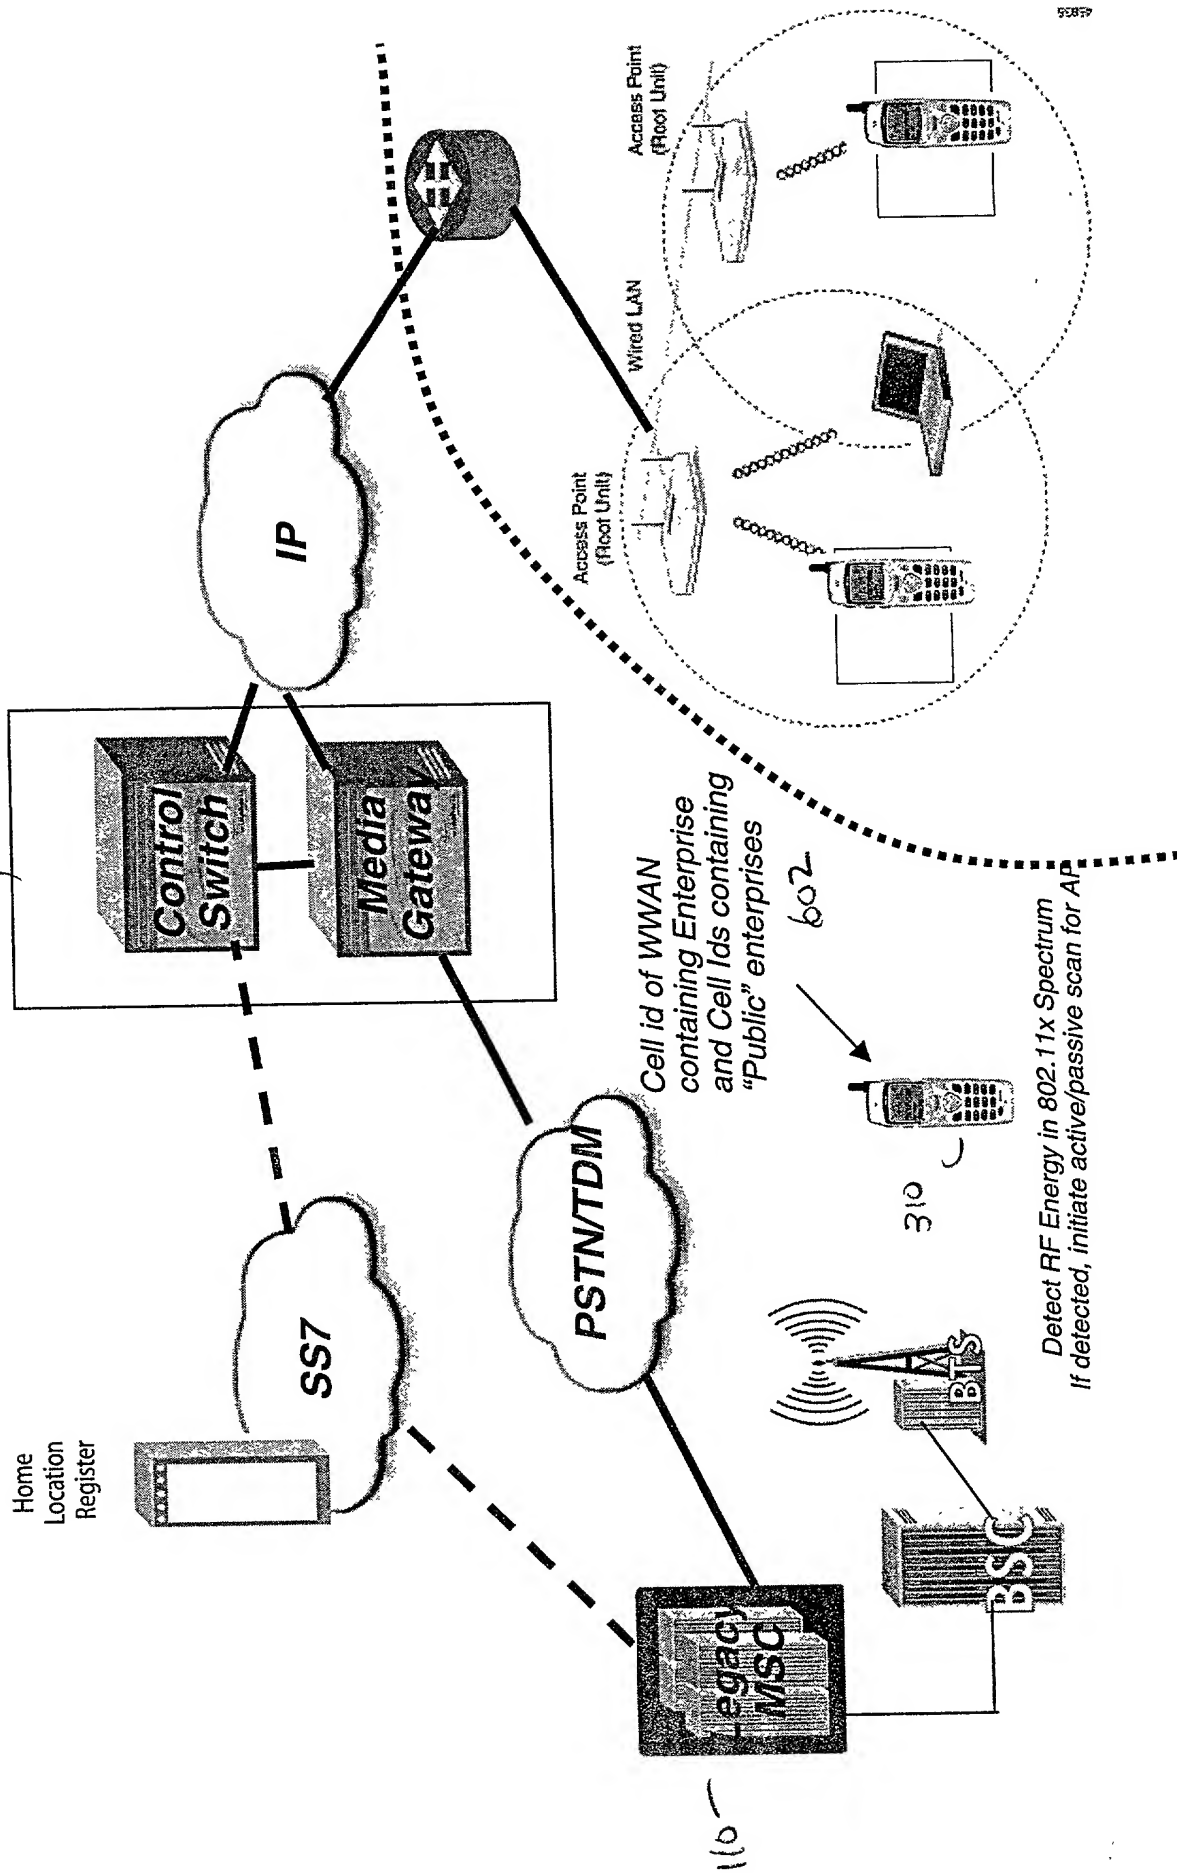 Home
Location
Register
SS7
Control
Switch
Media
Gateway
IP
PSTN/TDM
Legacy
MSC
110
BSC
BTS
310
Cell id of WWAN
containing Enterprise
and Cell Ids containing
"Public" enterprises
602
Detect RF Energy in 802.11x Spectrum
If detected, initiate active/passive scan for AP
Access Point
(Root Unit)
Wired LAN
Access Point
(Root Unit)
45835